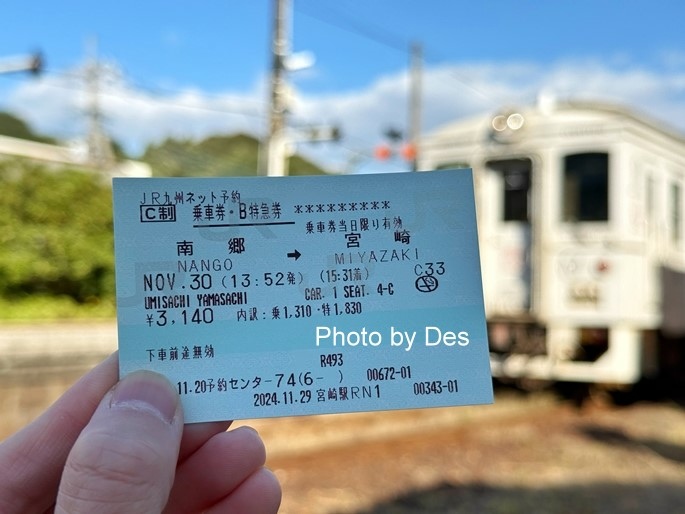 JR九州ネット予約
C制 乗車券・B特急券 *********
乗車券当日限り有効
南 郷 → 宮 崎
NANGO MIYAZAKI
NOV.30 (13:52発) (15:31着) C33
UMISACHI YAMASACHI CAR. 1 SEAT. 4-C
¥3,140 内訳:乗1,310・特1,830
Photo by Des
下車前途無効
R493
11.20予約センター74(6- ) 00672-01
2024.11.29 宮崎駅RN1 00343-01